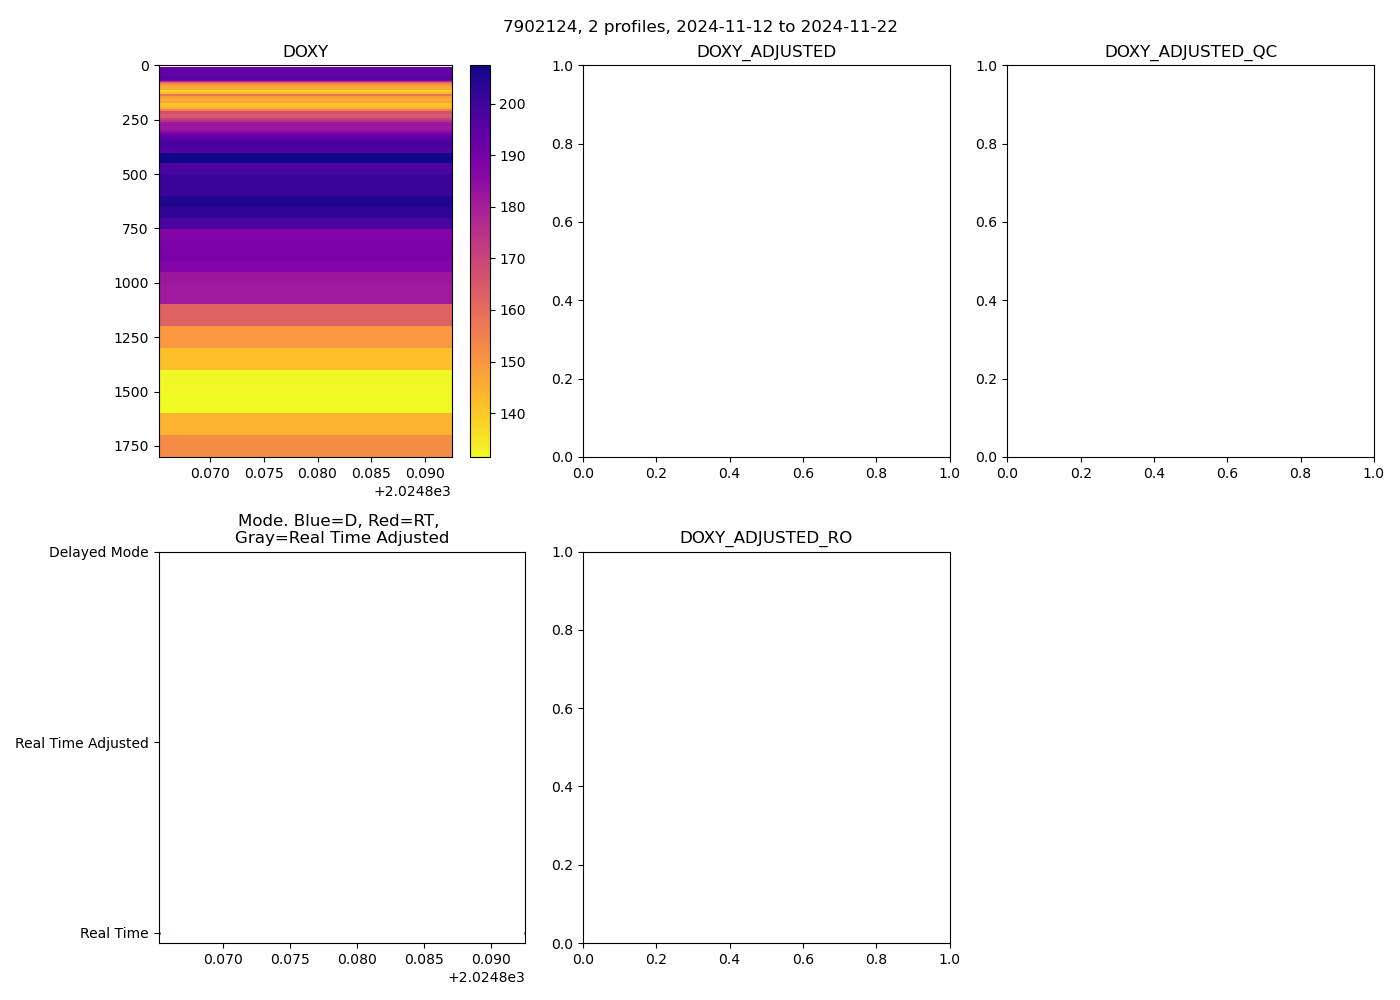 7902124, 2 profiles, 2024-11-12 to 2024-11-22
DOXY
0
250
500
750
1000
1250
1500
1750
0.070 0.075 0.080 0.085 0.090
+2.0248e3
200
190
180
170
160
150
140
DOXY_ADJUSTED
1.0
0.8
0.6
0.4
0.2
0.0
0.0 0.2 0.4 0.6 0.8 1.0
DOXY_ADJUSTED_QC
1.0
0.8
0.6
0.4
0.2
0.0
0.0 0.2 0.4 0.6 0.8 1.0
Mode. Blue=D, Red=RT,
Gray=Real Time Adjusted
Delayed Mode
Real Time Adjusted
Real Time
0.070 0.075 0.080 0.085 0.090
+2.0248e3
DOXY_ADJUSTED_RO
1.0
0.8
0.6
0.4
0.2
0.0
0.0 0.2 0.4 0.6 0.8 1.0